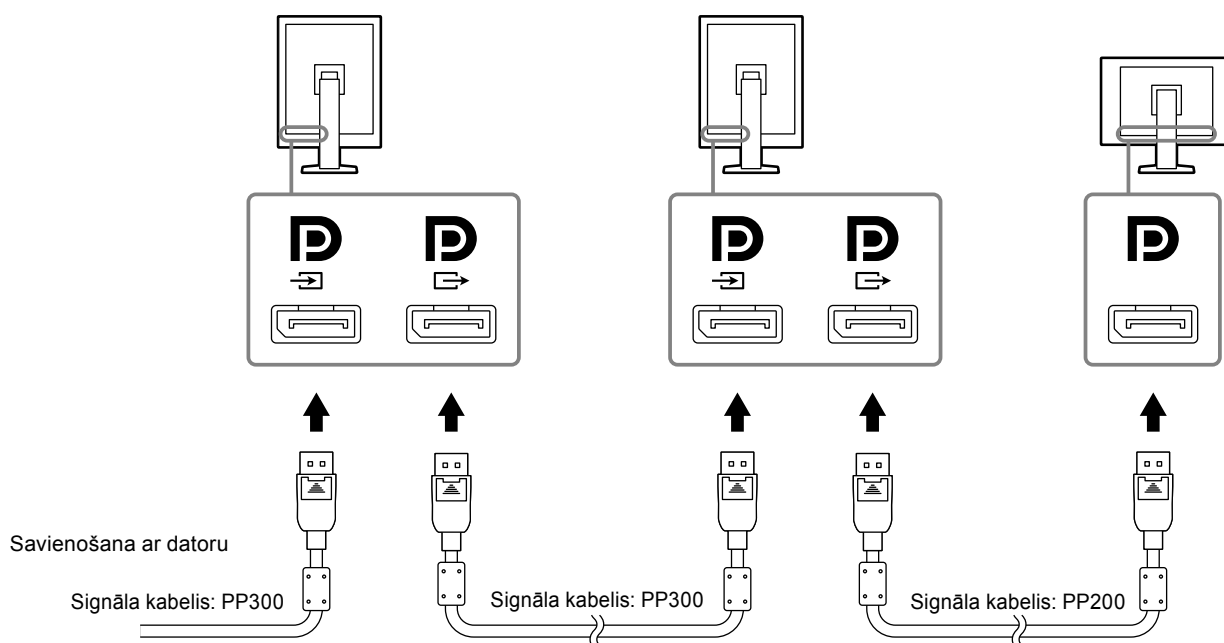 Savienošana ar datoru
Signāla kabelis: PP300
Signāla kabelis: PP300
Signāla kabelis: PP200